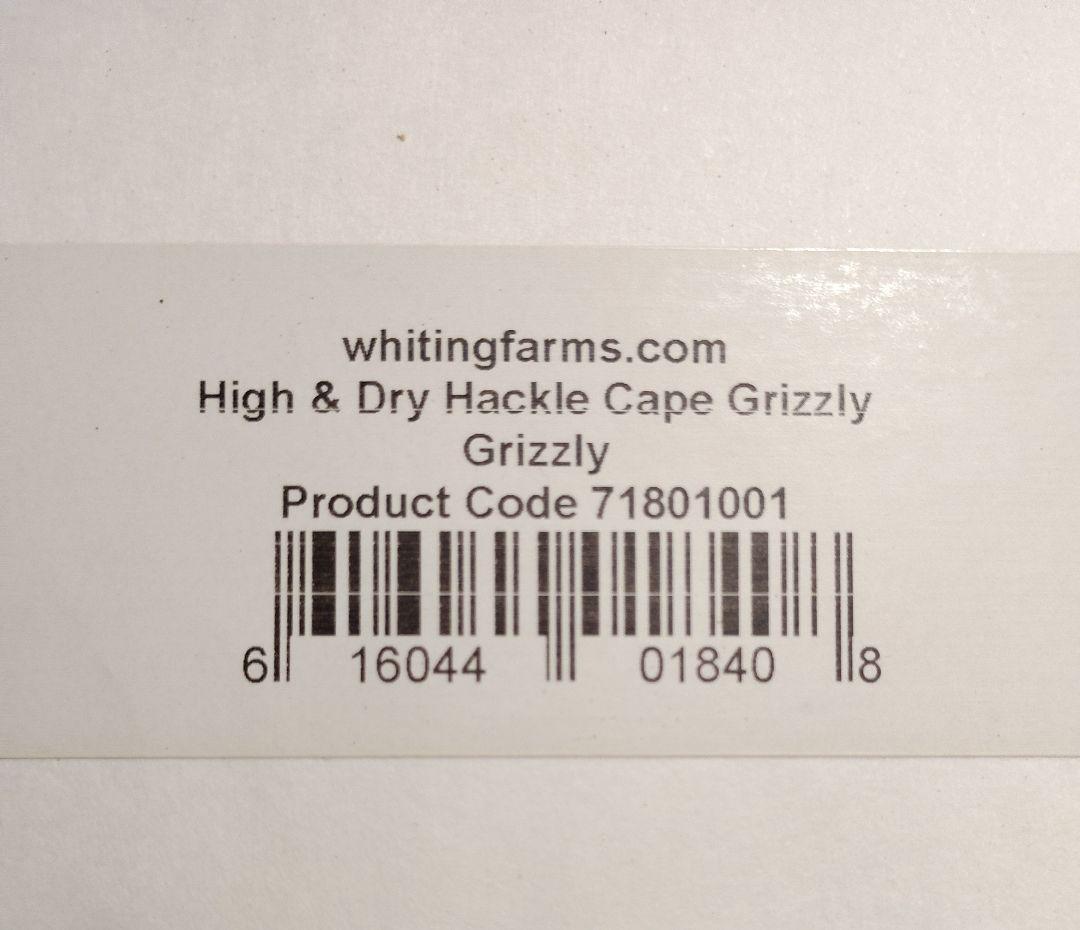 whitingfarms.com
High & Dry Hackle Cape Grizzly
Grizzly
Product Code 71801001
6 16044 01840 8